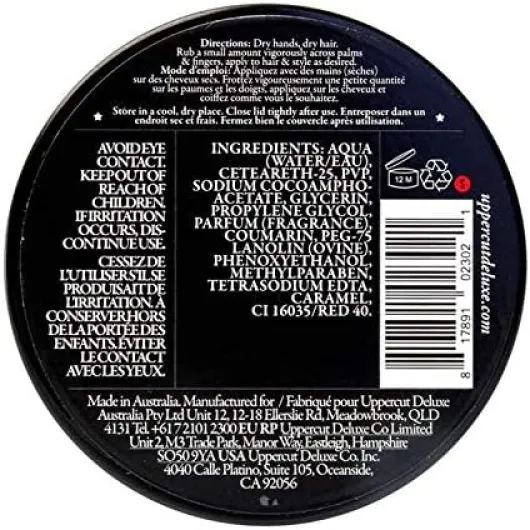 Directions: Dry hands, dry hair.
Rub a small amount vigorously across palms
& fingers, apply to hair & style as desired.
Mode d'emploi: Appliquez avec des mains (sèches)
sur des cheveux secs. Frottez vigoureusement une petite quantité
sur les paumes et les doigts, appliquez sur les cheveux et
coiffez comme vous le souhaitez.
Store in a cool, dry place. Close lid tightly after use. Entreposer dans un
endroit sec et frais. Fermez bien le couvercle après utilisation.
AVOID EYE
CONTACT.
KEEP OUT OF
REACH OF
CHILDREN.
IF IRRITATION
OCCURS, DIS-
CONTINUE USE.
CESSEZ DE
L'UTILISER S'IL SE
PRODUISAIT DE
L'IRRITATION. À
CONSERVER HORS
DE LA PORTÉE DES
ENFANTS. ÉVITER
LE CONTACT
AVEC LES YEUX.
INGREDIENTS: AQUA
(WATER/EAU),
CETEARETH-25, PVP,
SODIUM COCOAMPHO-
ACETATE, GLYCERIN,
PROPYLENE GLYCOL,
PARFUM (FRAGRANCE)
COUMARIN, PEG-75
LANOLIN (OVINE)
PHENOXYETHANOL,
METHYLPARABEN,
TETRASODIUM EDTA,
CARAMEL,
CI 16035/RED 40.
12 M
uppercutdeluxe.com
8 17891 02302 1
Made in Australia. Manufactured for / Fabriqué pour Uppercut Deluxe
Australia Pty Ltd Unit 12, 12-18 Ellerslie Rd, Meadowbrook, QLD
4131 Tel. +61 7 2101 2300 EU RP Uppercut Deluxe Co Limited
Unit 2, M3 Trade Park, Manor Way, Eastleigh, Hampshire
SO50 9YA USA Uppercut Deluxe Co. Inc.
4040 Calle Platino, Suite 105, Oceanside,
CA 92056